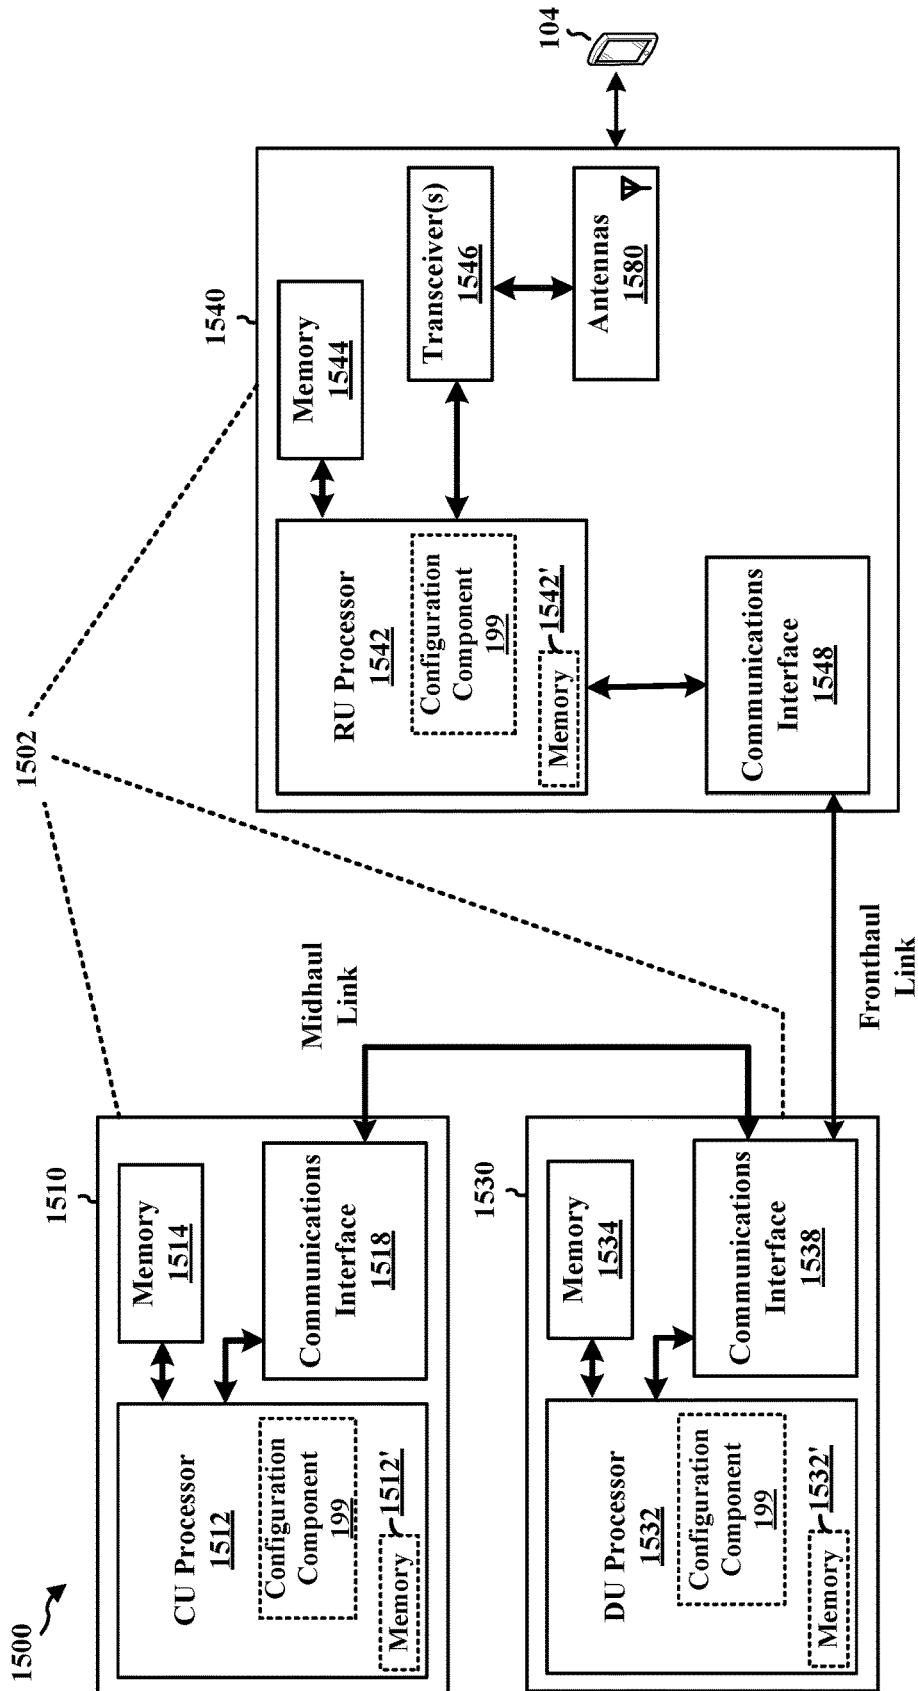 1500
1502
1510
CU Processor
1512
Configuration
Component
199
Memory
1512'
Memory
1514
Communications
Interface
1518
Midhaul
Link
1530
DU Processor
1532
Configuration
Component
199
Memory
1532'
Memory
1534
Communications
Interface
1538
Fronthaul
Link
1540
RU Processor
1542
Configuration
Component
199
Memory
1542'
Memory
1544
Transceiver(s)
1546
Antennas
1580
Communications
Interface
1548
104